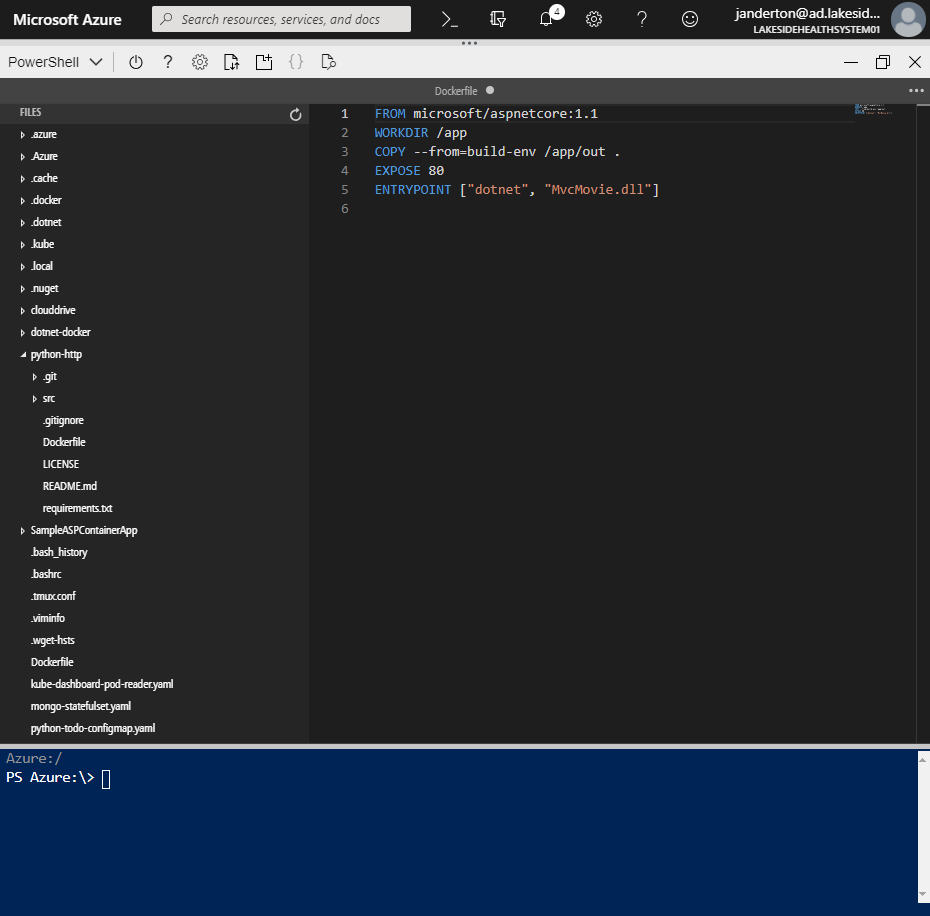 Microsoft Azure
Search resources, services, and docs
>_
4
?
janderton@ad.lakesid...
LAKESIDEHEALTHSYSTEM01
PowerShell
?
{}
Dockerfile
FILES
.azure
.Azure
.cache
.docker
.dotnet
.kube
.local
.nuget
clouddrive
dotnet-docker
python-http
.git
src
.gitignore
Dockerfile
LICENSE
README.md
requirements.txt
SampleASPContainerApp
.bash_history
.bashrc
.tmux.conf
.viminfo
.wget-hsts
Dockerfile
kube-dashboard-pod-reader.yaml
mongo-statefulset.yaml
python-todo-configmap.yaml
1 FROM microsoft/aspnetcore:1.1
2 WORKDIR /app
3 COPY --from=build-env /app/out .
4 EXPOSE 80
5 ENTRYPOINT ["dotnet", "MvcMovie.dll"]
6
Azure:/
PS Azure:\>